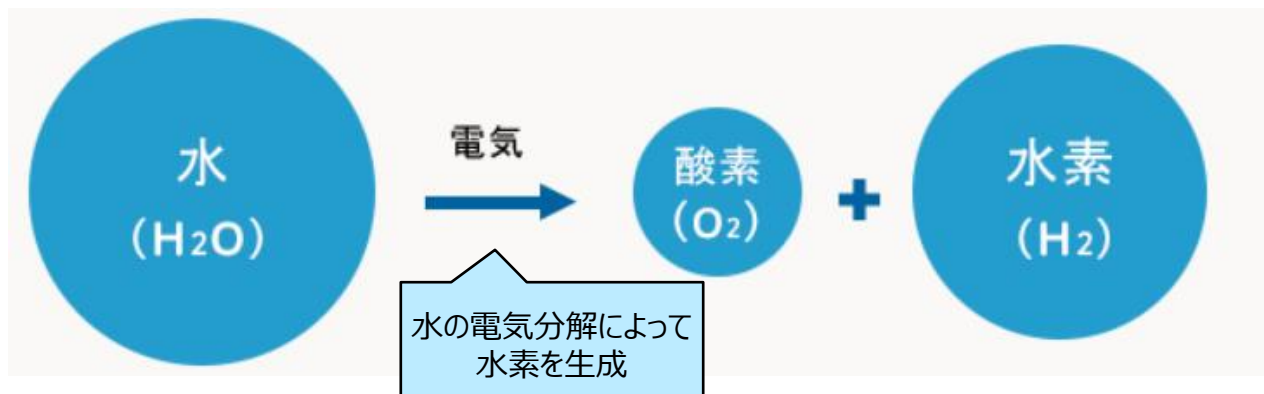 水
（H2O）
電気
酸素
（O2）
+
水素
（H2）
水の電気分解によって
水素を生成